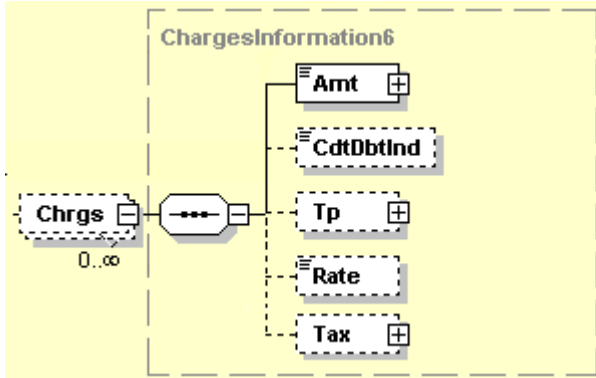 ChargesInformation6
Amt
CdtDbtInd
Tp
Chrgs
0..∞
Rate
Tax